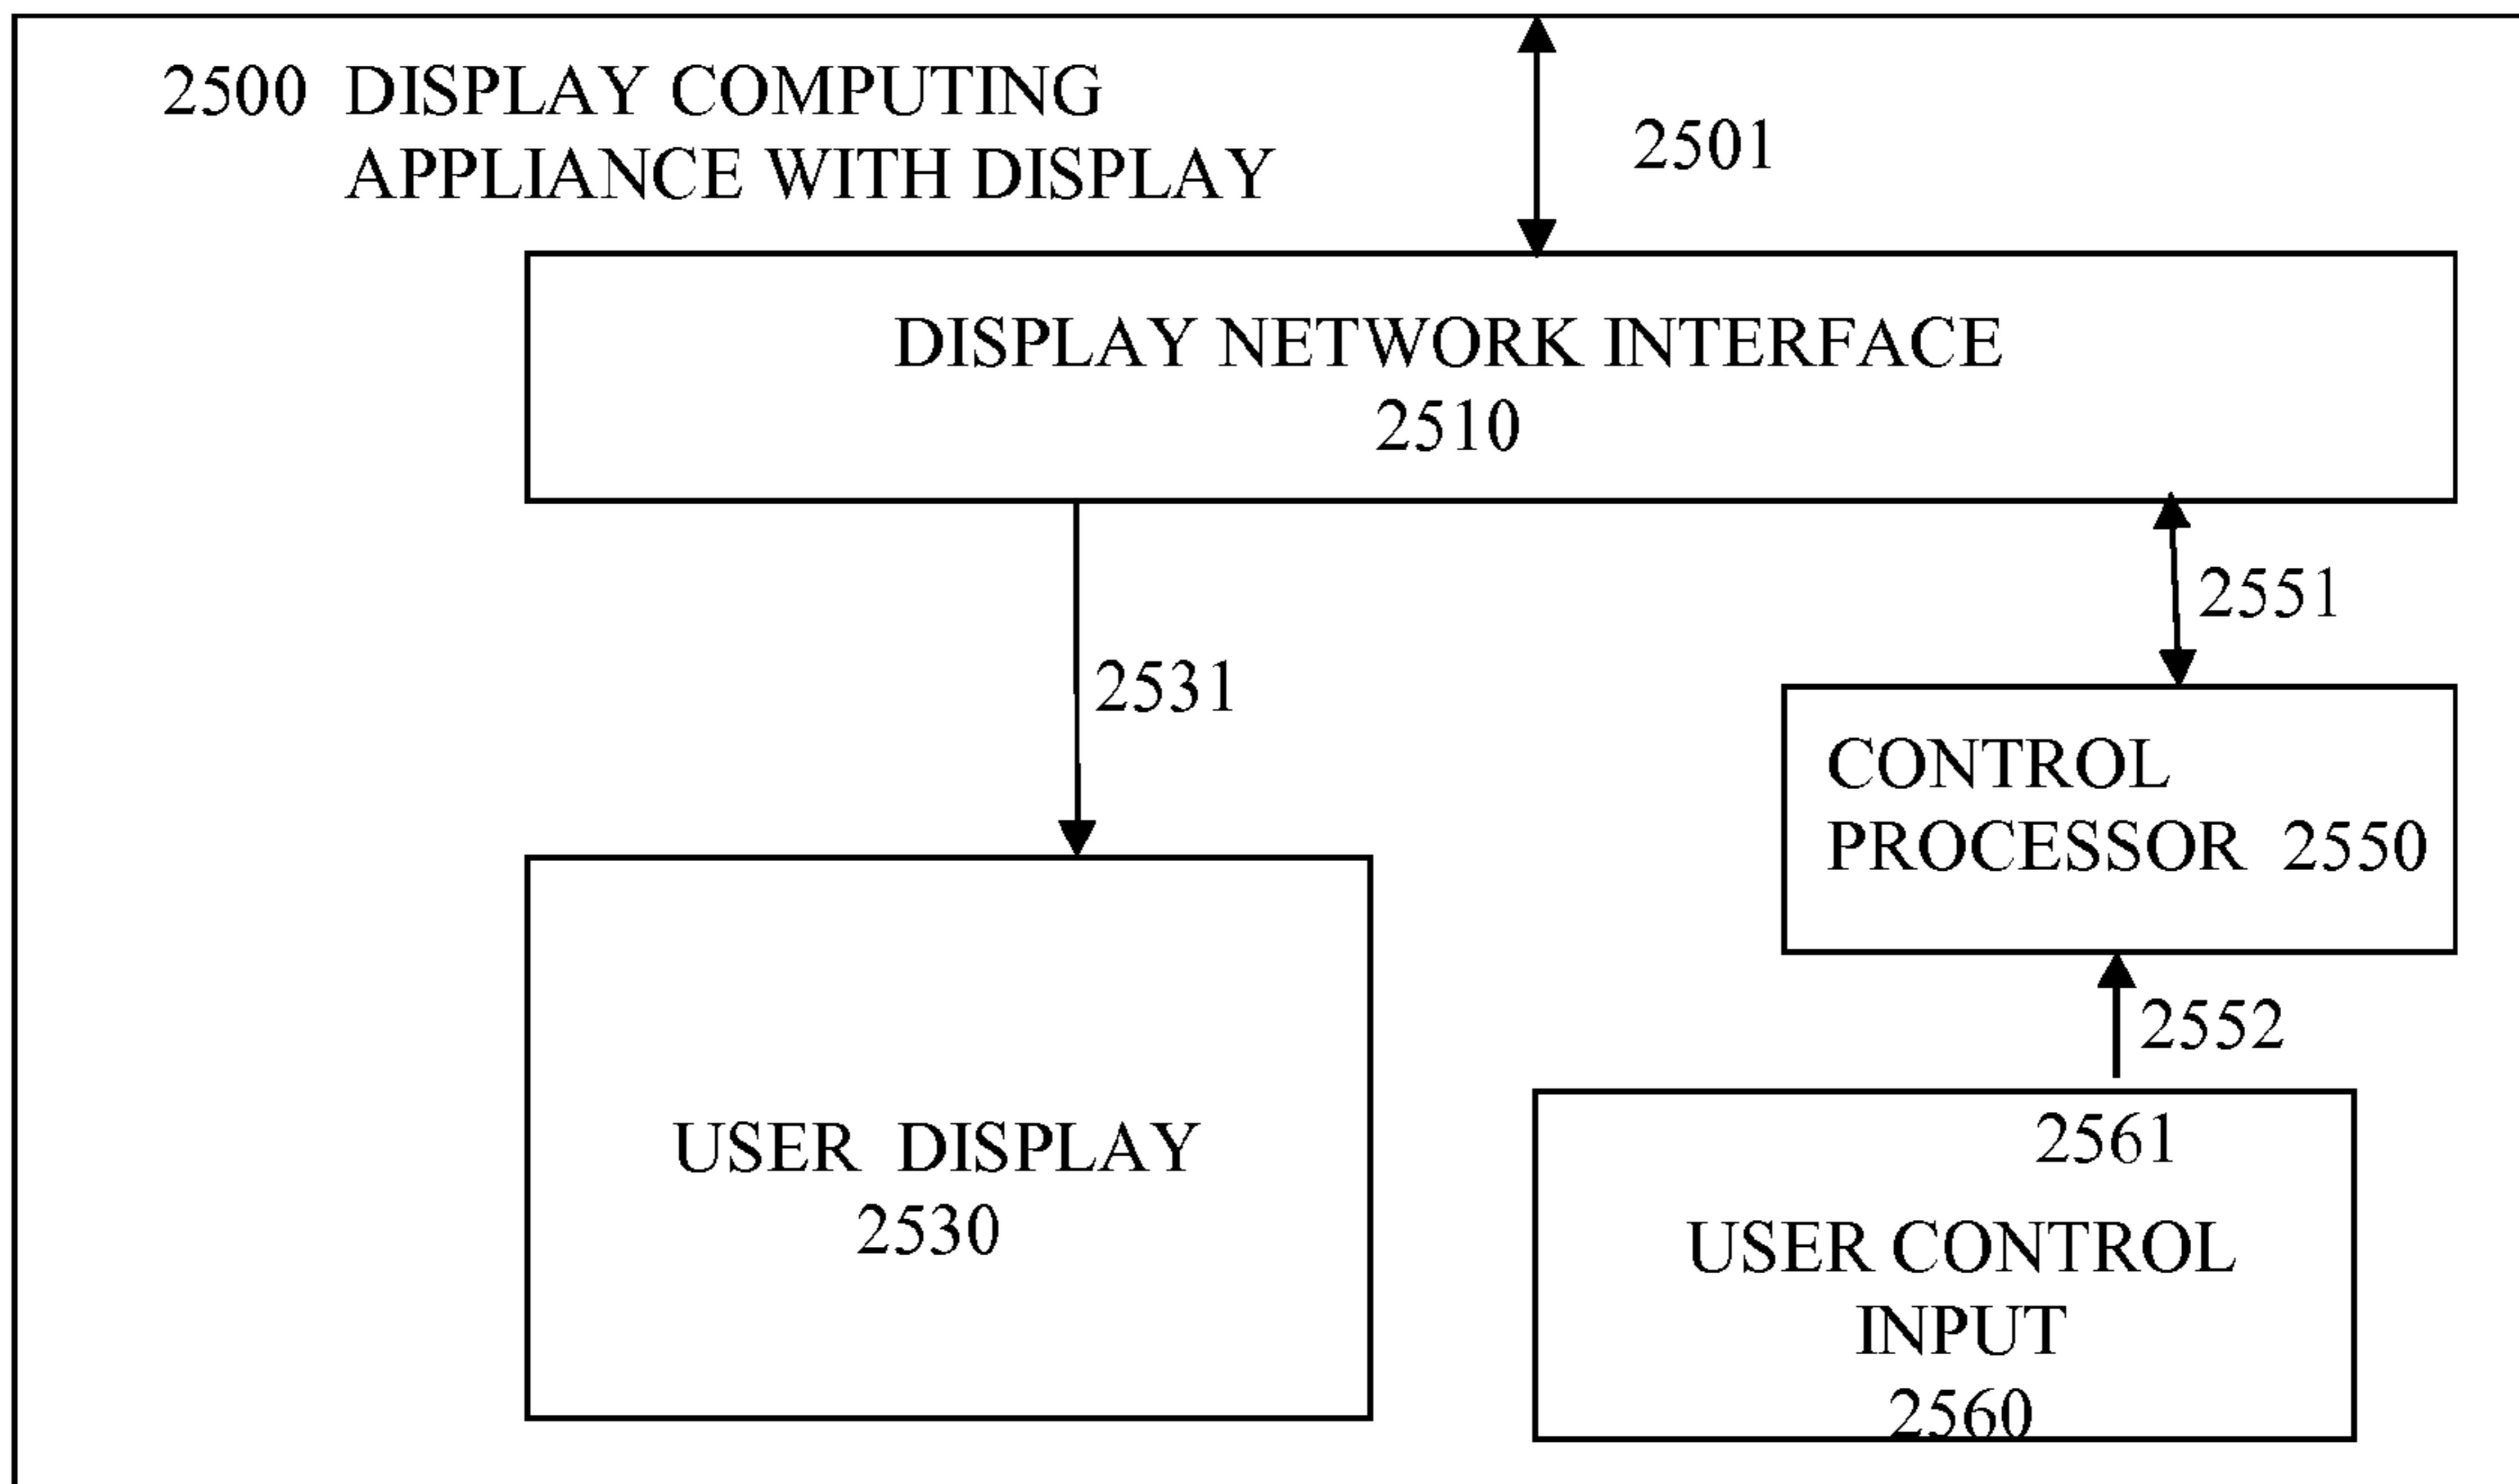 2500 DISPLAY COMPUTING
APPLIANCE WITH DISPLAY
2501
DISPLAY NETWORK INTERFACE
2510
2551
2531
CONTROL
PROCESSOR 2550
2552
2561
USER DISPLAY
2530
USER CONTROL
INPUT
2560